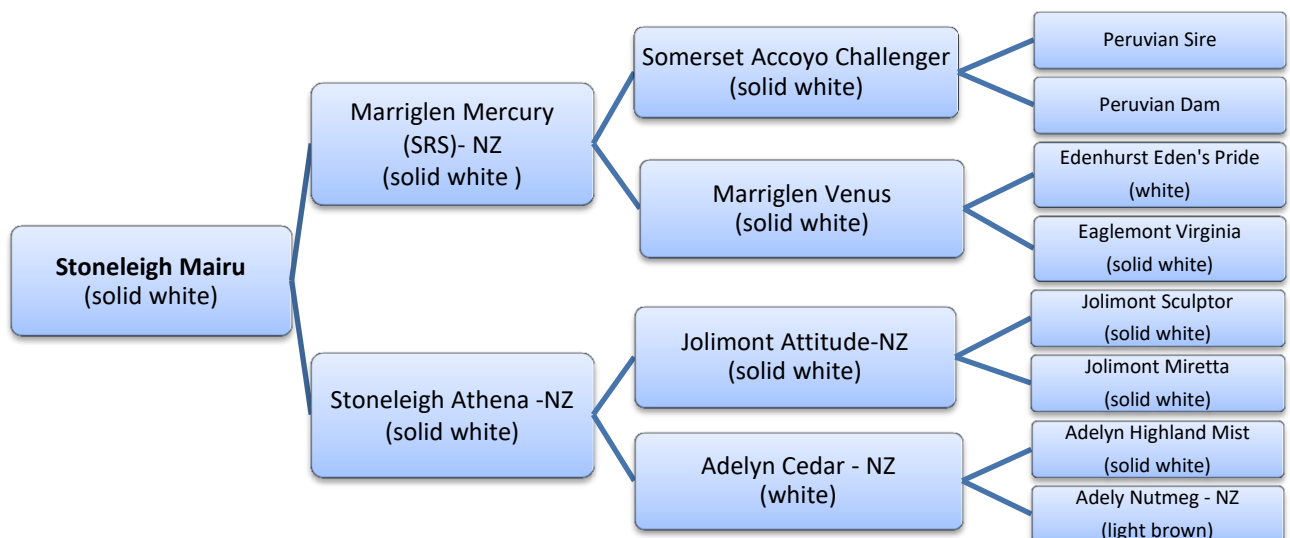 Stoneleigh Mairu
(solid white)
Marriglen Mercury
(SRS)- NZ
(solid white )
Somerset Accoyo Challenger
(solid white)
Peruvian Sire
Peruvian Dam
Marriglen Venus
(solid white)
Edenhurst Eden's Pride
(white)
Eaglemont Virginia
(solid white)
Stoneleigh Athena -NZ
(solid white)
Jolimont Attitude-NZ
(solid white)
Jolimont Sculptor
(solid white)
Jolimont Miretta
(solid white)
Adelyn Cedar - NZ
(white)
Adelyn Highland Mist
(solid white)
Adely Nutmeg - NZ
(light brown)